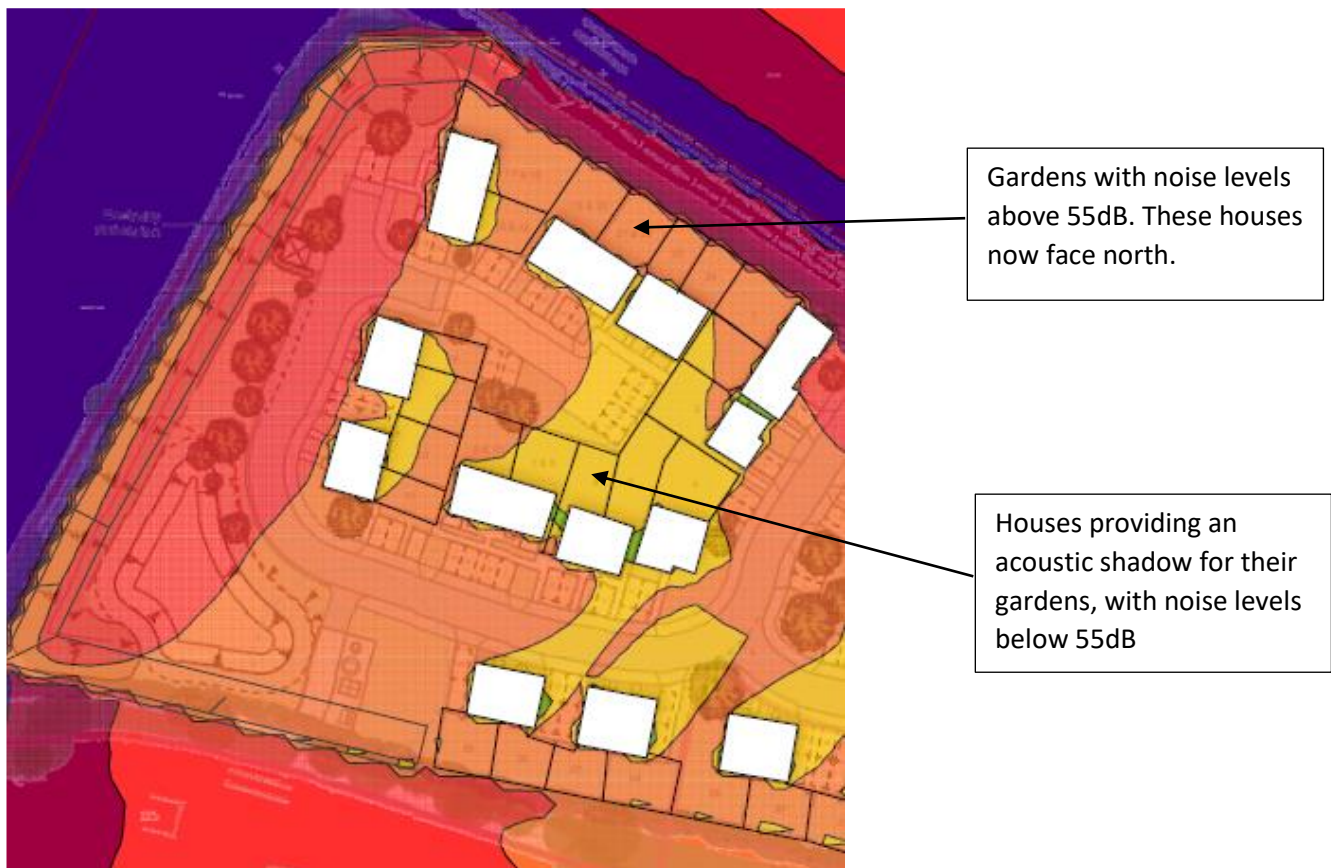 Gardens with noise levels
above 55dB. These houses
now face north.
Houses providing an
acoustic shadow for their
gardens, with noise levels
below 55dB